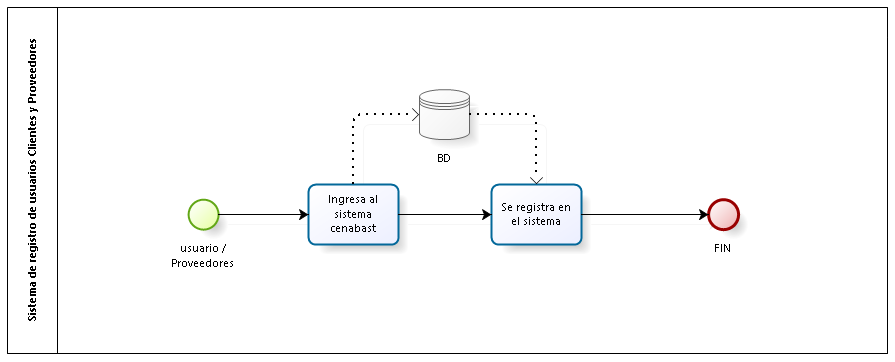 Sistema de registro de usuarios Clientes y Proveedores
BD
Ingresa al
sistema
cenabast
Se registra en
el sistema
usuario /
Proveedores
FIN